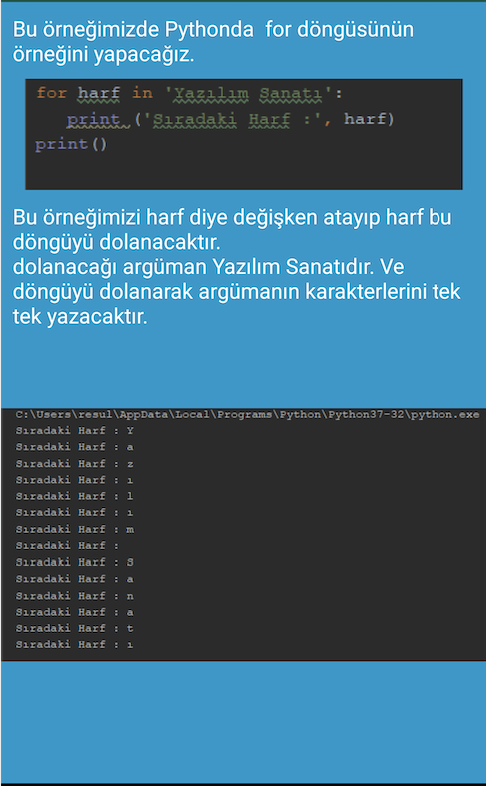 Bu örneğimizde Pythonda  for döngüsünün
örneğini yapacağız.
for harf in 'Yazılım Sanatı':
   print ('Sıradaki Harf :', harf)
print()
Bu örneğimizi harf diye değişken atayıp harf bu
döngüyü dolanacaktır.
dolanacağı argüman Yazılım Sanatıdır. Ve
döngüyü dolanarak argümanın karakterlerini tek
tek yazacaktır.
C:\Users\resul\AppData\Local\Programs\Python\Python37-32\python.exe
Sıradaki Harf : Y
Sıradaki Harf : a
Sıradaki Harf : z
Sıradaki Harf : ı
Sıradaki Harf : l
Sıradaki Harf : ı
Sıradaki Harf : m
Sıradaki Harf :
Sıradaki Harf : S
Sıradaki Harf : a
Sıradaki Harf : n
Sıradaki Harf : a
Sıradaki Harf : t
Sıradaki Harf : ı